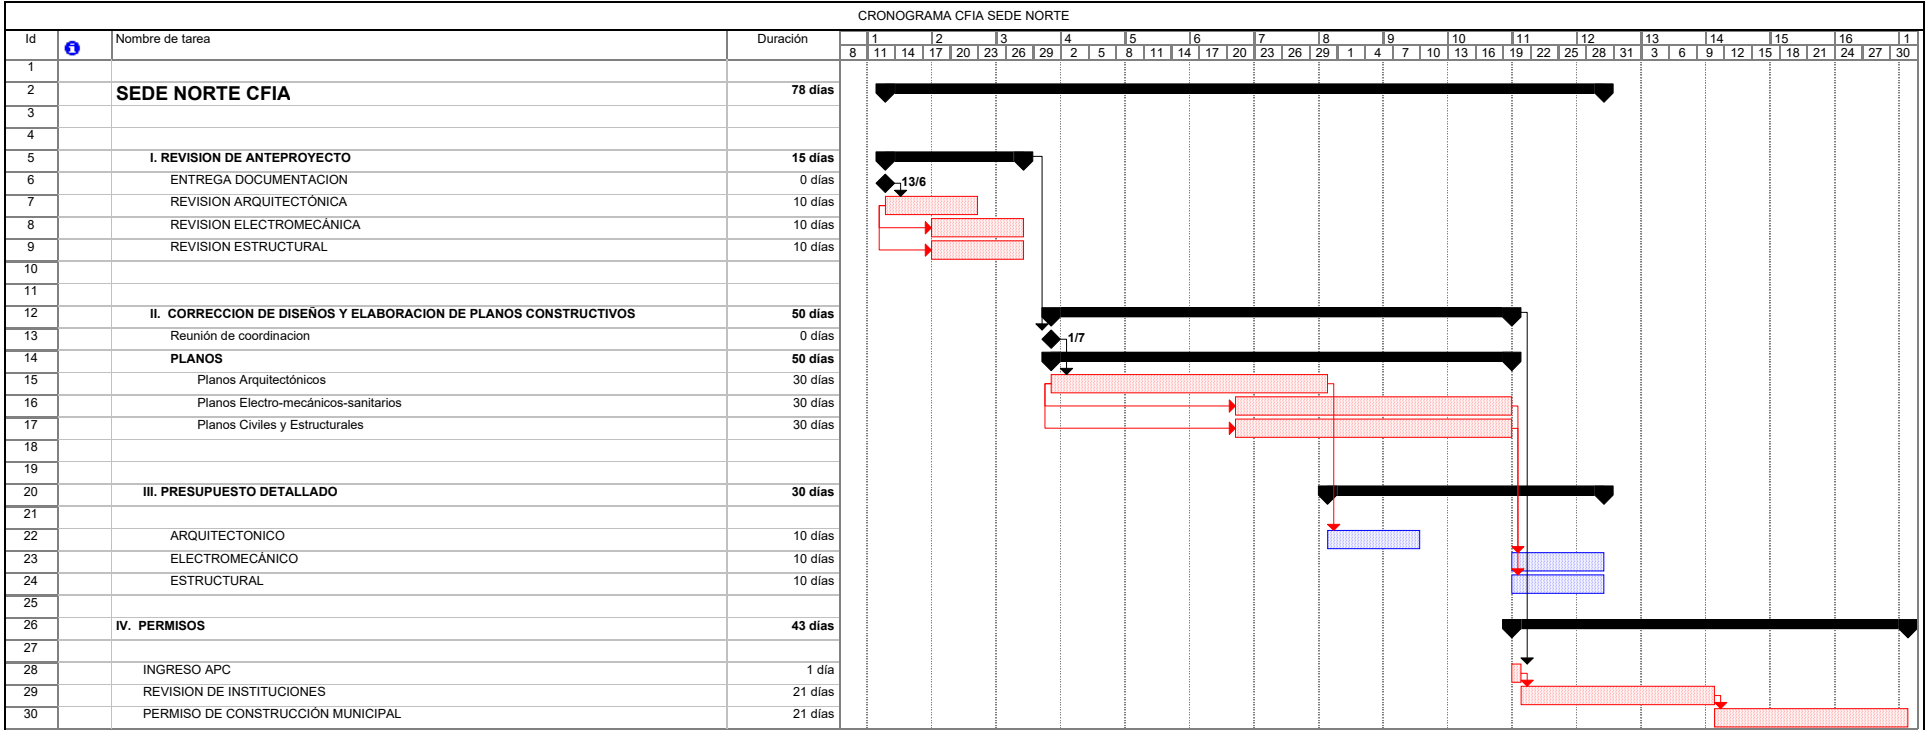 CRONOGRAMA CFIA SEDE NORTE
Id Nombre de tarea Duración 1 2 3 4 5 6 7 8 9 10 11 12 13 14 15 16 1
8 11 14 17 20 23 26 29 2 5 8 11 14 17 20 23 26 29 1 4 7 10 13 16 19 22 25 28 31 3 6 9 12 15 18 21 24 27 30
1
2 SEDE NORTE CFIA 78 días
3
4
5 I. REVISION DE ANTEPROYECTO 15 días
6 ENTREGA DOCUMENTACION 0 días 13/6
7 REVISION ARQUITECTÓNICA 10 días
8 REVISION ELECTROMECÁNICA 10 días
9 REVISION ESTRUCTURAL 10 días
10
11
12 II. CORRECCION DE DISEÑOS Y ELABORACION DE PLANOS CONSTRUCTIVOS 50 días
13 Reunión de coordinacion 0 días 1/7
14 PLANOS 50 días
15 Planos Arquitectónicos 30 días
16 Planos Electro-mecánicos-sanitarios 30 días
17 Planos Civiles y Estructurales 30 días
18
19
20 III. PRESUPUESTO DETALLADO 30 días
21
22 ARQUITECTONICO 10 días
23 ELECTROMECÁNICO 10 días
24 ESTRUCTURAL 10 días
25
26 IV. PERMISOS 43 días
27
28 INGRESO APC 1 día
29 REVISION DE INSTITUCIONES 21 días
30 PERMISO DE CONSTRUCCIÓN MUNICIPAL 21 días